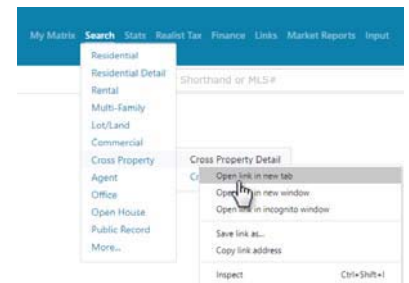 My Matrix Search Stats Realist Tax Finance Links Market Reports Input
Residential
Residential Detail
Shorthand or MLS#
Rental
Multi-Family
Lot/Land
Commercial
Cross Property
Cross Property Detail
Agent
Open link in new tab
Office
Open link in new window
Open House
Open link in incognito window
Public Record
Save link as...
More...
Copy link address
Inspect Ctrl+Shift+I